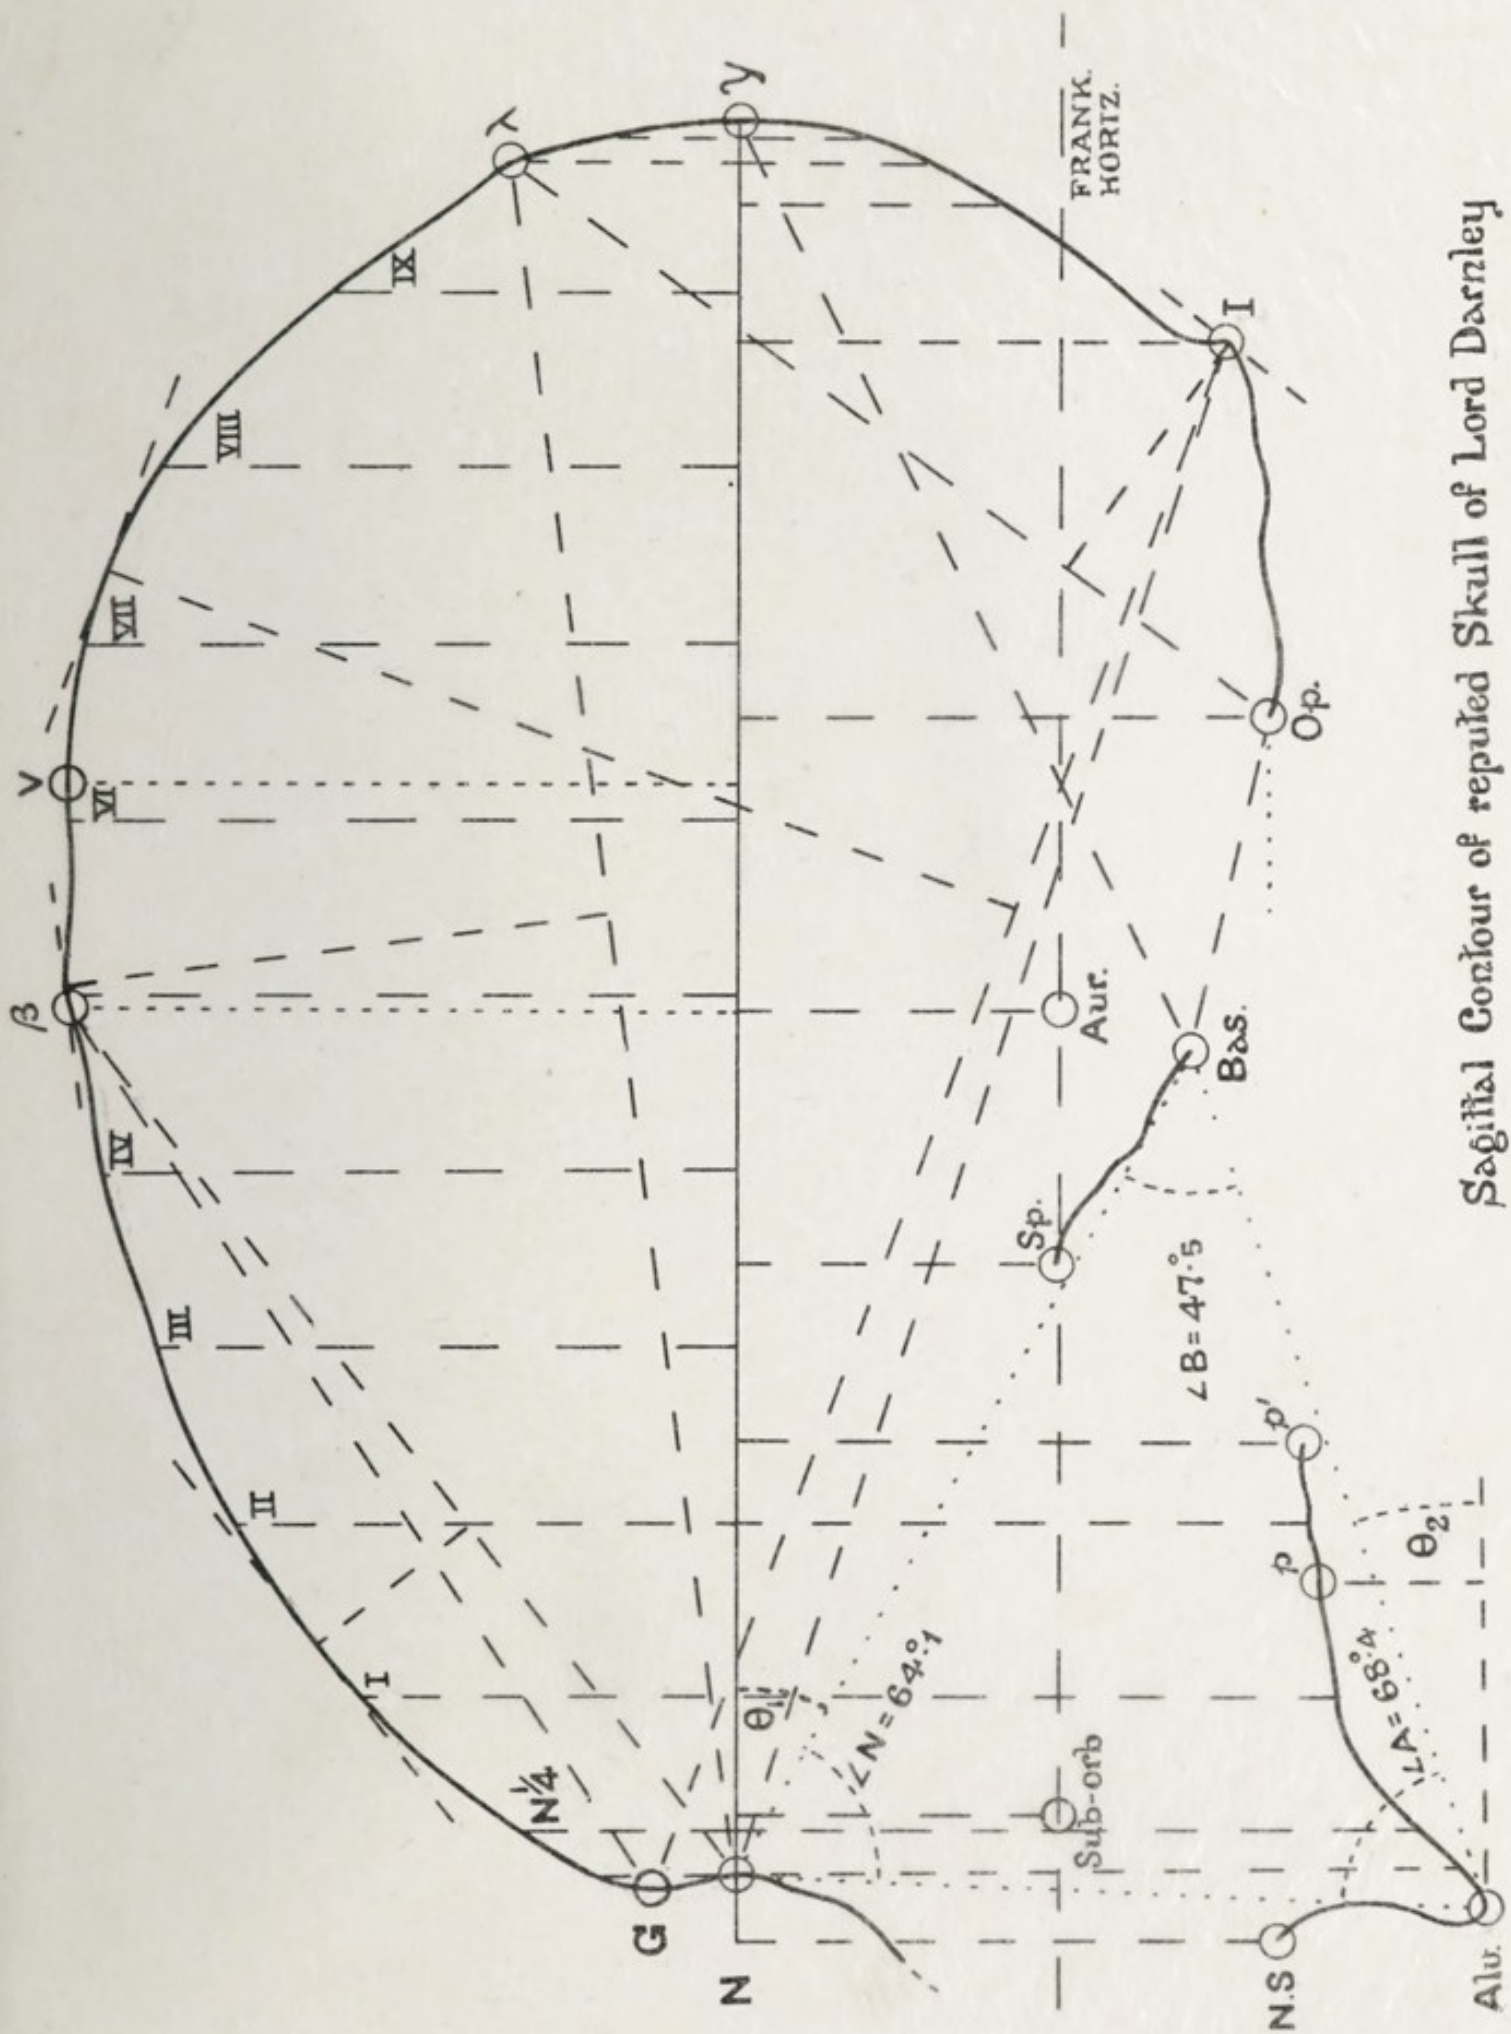 β
V
λ
γ
IV
VI
VII
III
VIII
II
IX
I
N¼
G
N
θ₁
∠N = 64°·1
Sub-orb
Sp.
Aur.
FRANK.
HORIZ.
Bas.
Op.
I
∠B = 47°·5
N.S
p
p'
∠A = 68°·4
θ₂
Alv.
Sagittal Contour of reputed Skull of Lord Darnley